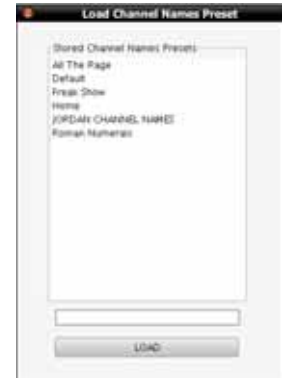 Load Channel Names Preset
Stored Channel Names Presets
All The Page
Default
Freak Show
Home
JORDAN CHANNEL NAMES
Roman Numerals
LOAD